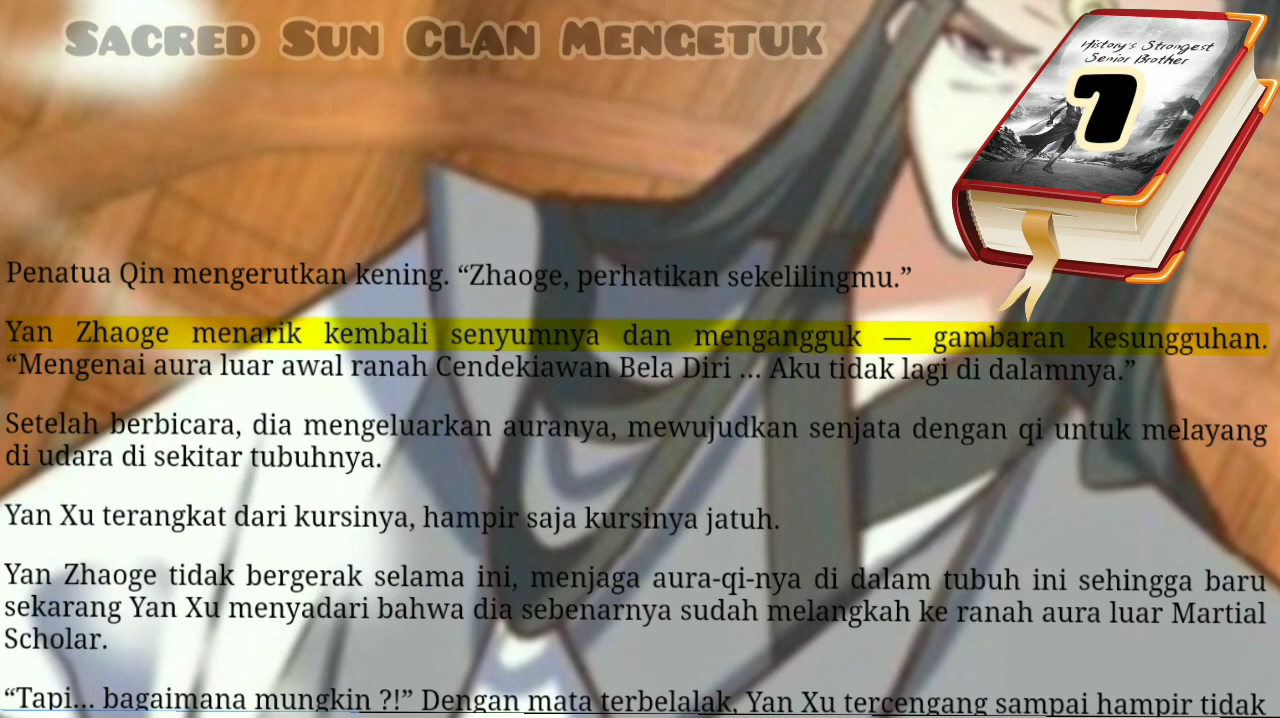 Sacred Sun Clan Mengetuk
History's Strongest
Senior Brother
7
Penatua Qin mengerutkan kening. “Zhaoge, perhatikan sekelilingmu.”
Yan Zhaoge menarik kembali senyumnya dan mengangguk — gambaran kesungguhan.
“Mengenai aura luar awal ranah Cendekiawan Bela Diri ... Aku tidak lagi di dalamnya.”
Setelah berbicara, dia mengeluarkan auranya, mewujudkan senjata dengan qi untuk melayang
di udara di sekitar tubuhnya.
Yan Xu terangkat dari kursinya, hampir saja kursinya jatuh.
Yan Zhaoge tidak bergerak selama ini, menjaga aura-qi-nya di dalam tubuh ini sehingga baru
sekarang Yan Xu menyadari bahwa dia sebenarnya sudah melangkah ke ranah aura luar Martial
Scholar.
“Tapi... bagaimana mungkin ?!” Dengan mata terbelalak, Yan Xu tercengang sampai hampir tidak